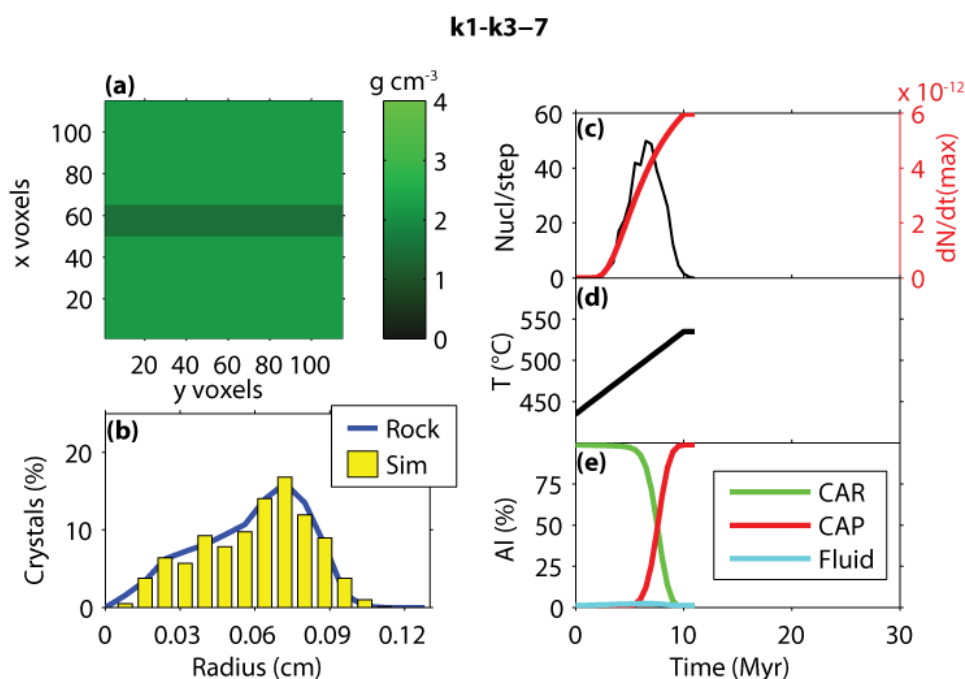 k1-k3–7
(a)
g cm-3
4
3
2
1
0
100
80
60
40
20
x voxels
20 40 60 80 100
y voxels
(b)
Rock
Sim
20
10
0
Crystals (%)
0 0.03 0.06 0.09 0.12
Radius (cm)
(c)
x 10-12
60
40
20
0
Nucl/step
6
4
2
0
dN/dt(max)
(d)
550
500
450
T (°C)
(e)
75
50
25
0
Al (%)
CAR
CAP
Fluid
0 10 20 30
Time (Myr)